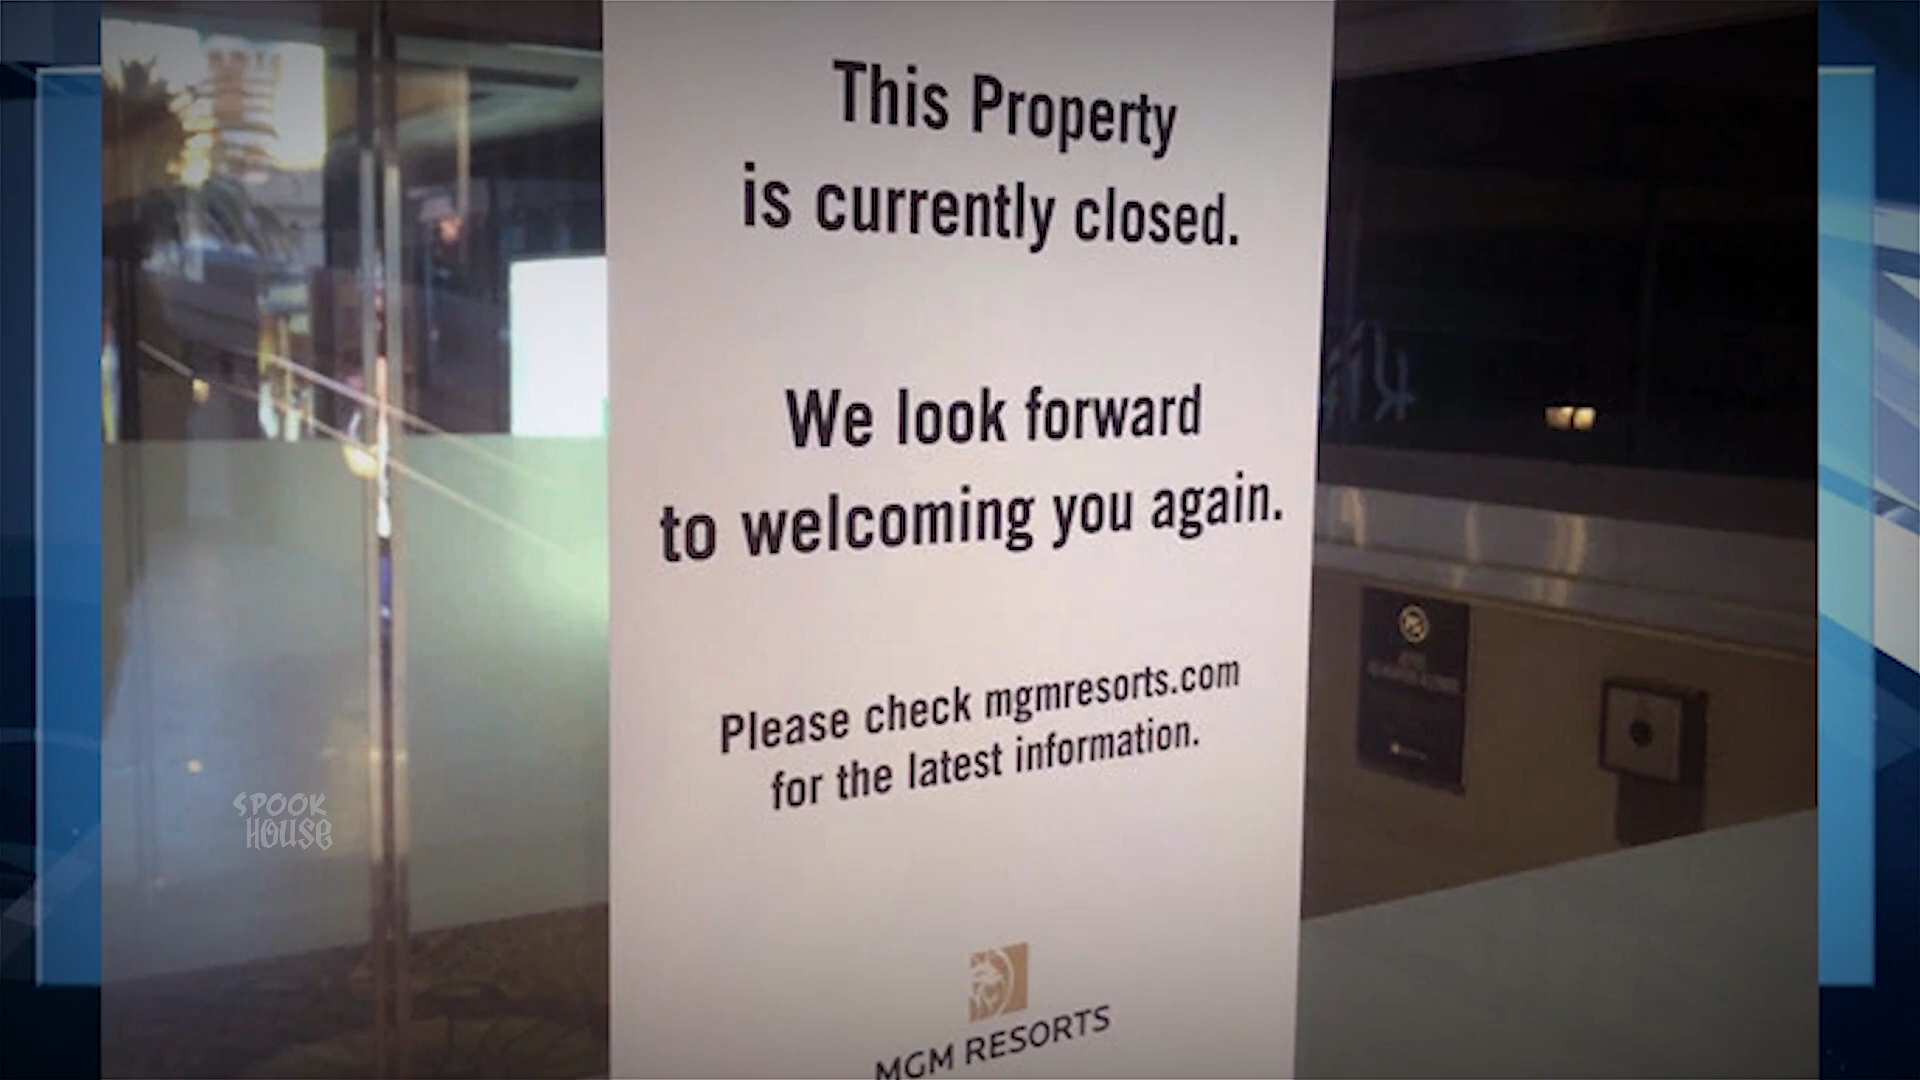 This Property
is currently closed.
We look forward
to welcoming you again.
Please check mgmresorts.com
for the latest information.
MGM RESORTS
SPOOK
HOUSE